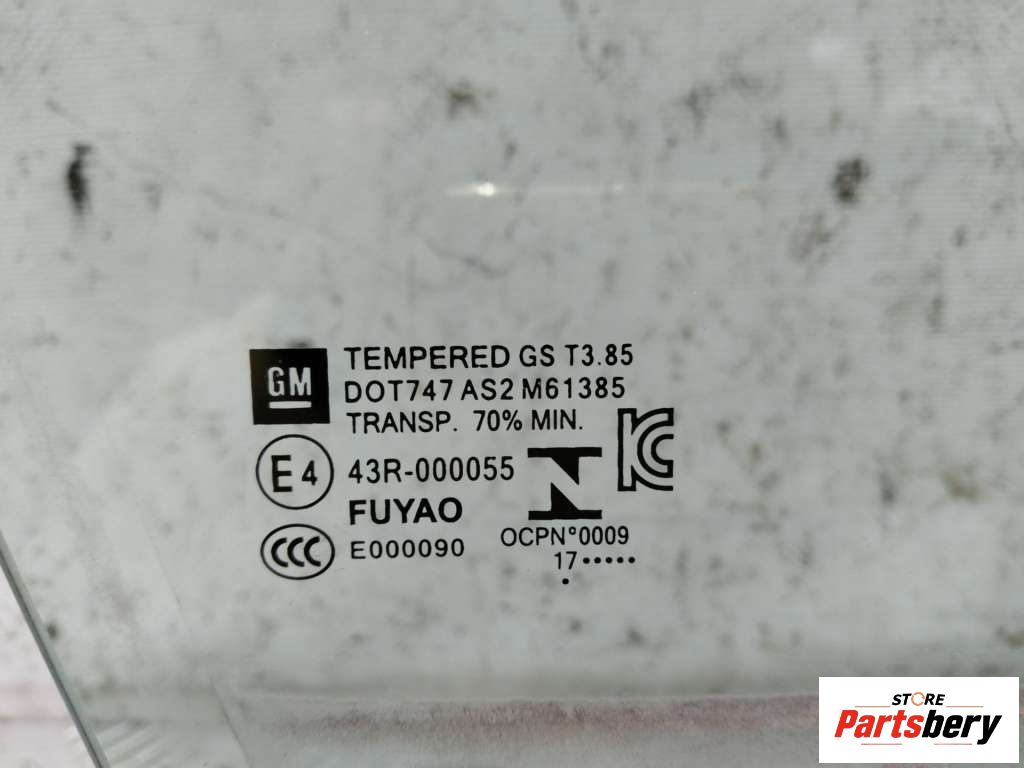 GM
TEMPERED GS T3.85
DOT747 AS2 M61385
TRANSP. 70% MIN.
E4
43R-000055
KC
FUYAO
N
OCPN°0009
CCC
E000090
17•••••
•
STORE
Partsbery